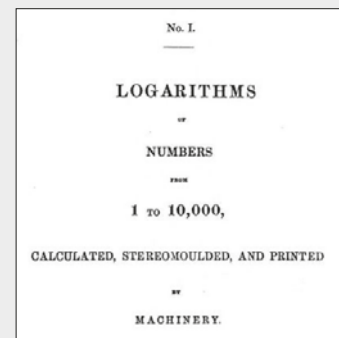 No. I.
LOGARITHMS
OF
NUMBERS
FROM
1 TO 10,000,
CALCULATED, STEREOMOULDED, AND PRINTED
BY
MACHINERY.